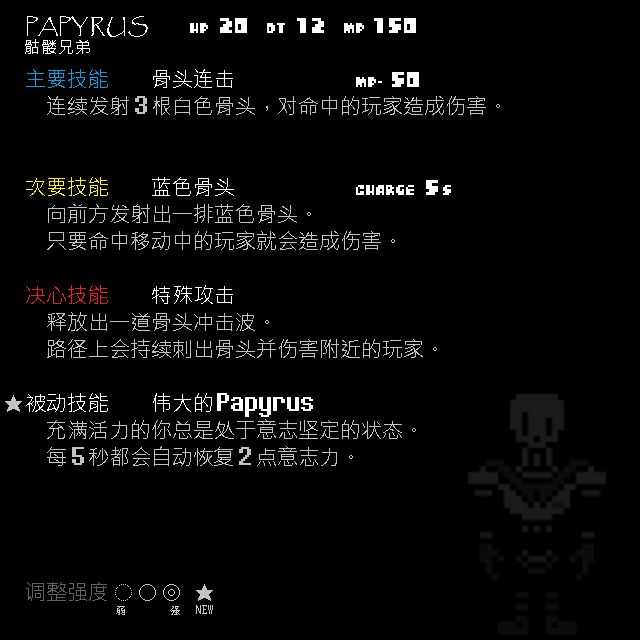 PAPYRUS HP 20 DT 12 MP 150
骷髅兄弟
主要技能 骨头连击 MP- 50
连续发射3根白色骨头，对命中的玩家造成伤害。
次要技能 蓝色骨头 CHARGE 5s
向前方发射出一排蓝色骨头。
只要命中移动中的玩家就会造成伤害。
决心技能 特殊攻击
释放出一道骨头冲击波。
路径上会持续刺出骨头并伤害附近的玩家。
★被动技能 伟大的Papyrus
充满活力的你总是处于意志坚定的状态。
每5秒都会自动恢复2点意志力。
调整强度
弱 强 NEW